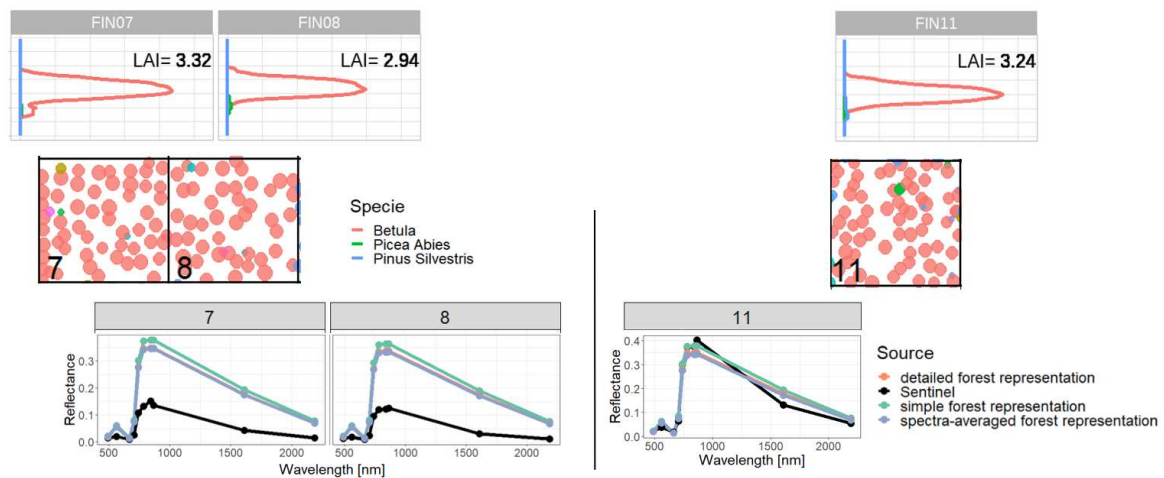 FIN07 FIN08 FIN11
LAI= 3.32 LAI= 2.94 LAI= 3.24
Specie
Betula
Picea Abies
Pinus Silvestris
7 8 11
7 8 11
Reflectance
0.3
0.2
0.1
0.0
500 1000 1500 2000 500 1000 1500 2000
Wavelength [nm]
Reflectance
0.4
0.3
0.2
0.1
0.0
500 1000 1500 2000
Wavelength [nm]
Source
detailed forest representation
Sentinel
simple forest representation
spectra-averaged forest representation